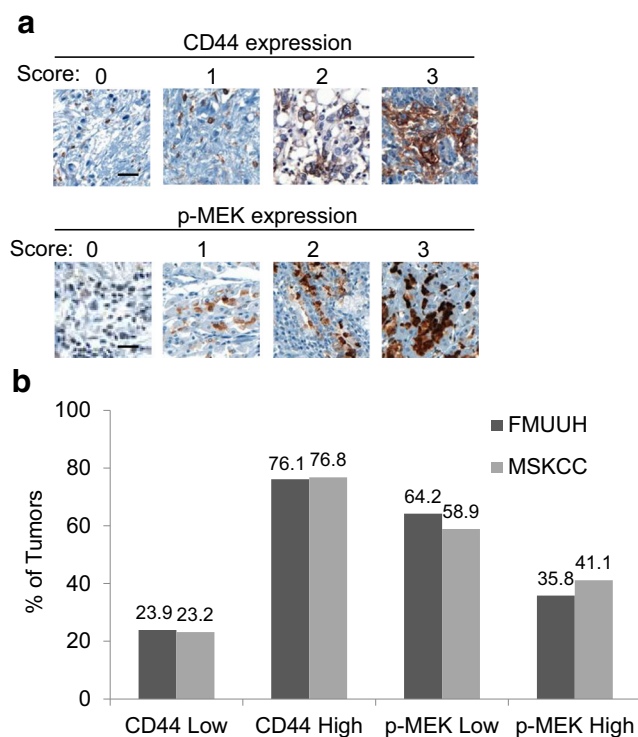 a
CD44 expression
Score: 0 1 2 3
p-MEK expression
Score: 0 1 2 3
b
100
80
60
40
20
0
% of Tumors
FMUUH
MSKCC
23.9 23.2
76.1 76.8
64.2 58.9
35.8 41.1
CD44 Low CD44 High p-MEK Low p-MEK High